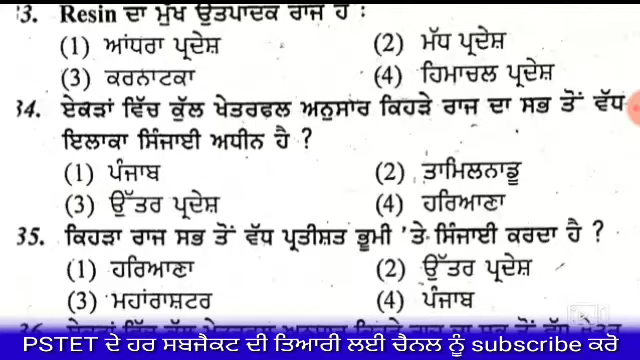 33. Resin ਦਾ ਮੁੱਖ ਉਤਪਾਦਕ ਰਾਜ ਹੈ :
(1) ਆਂਧਰਾ ਪ੍ਰਦੇਸ਼ (2) ਮੱਧ ਪ੍ਰਦੇਸ਼
(3) ਕਰਨਾਟਕਾ (4) ਹਿਮਾਚਲ ਪ੍ਰਦੇਸ਼
34. ਏਕੜਾਂ ਵਿੱਚ ਕੁੱਲ ਖੇਤਰਫਲ ਅਨੁਸਾਰ ਕਿਹੜੇ ਰਾਜ ਦਾ ਸਭ ਤੋਂ ਵੱਧ
ਇਲਾਕਾ ਸਿੰਜਾਈ ਅਧੀਨ ਹੈ ?
(1) ਪੰਜਾਬ (2) ਤਾਮਿਲਨਾਡੂ
(3) ਉੱਤਰ ਪ੍ਰਦੇਸ਼ (4) ਹਰਿਆਣਾ
35. ਕਿਹੜਾ ਰਾਜ ਸਭ ਤੋਂ ਵੱਧ ਪ੍ਰਤੀਸ਼ਤ ਭੂਮੀ 'ਤੇ ਸਿੰਜਾਈ ਕਰਦਾ ਹੈ ?
(1) ਹਰਿਆਣਾ (2) ਉੱਤਰ ਪ੍ਰਦੇਸ਼
(3) ਮਹਾਂਰਾਸ਼ਟਰ (4) ਪੰਜਾਬ
PSTET ਦੇ ਹਰ ਸਬਜੈਕਟ ਦੀ ਤਿਆਰੀ ਲਈ ਚੈਨਲ ਨੂੰ subscribe ਕਰੋ